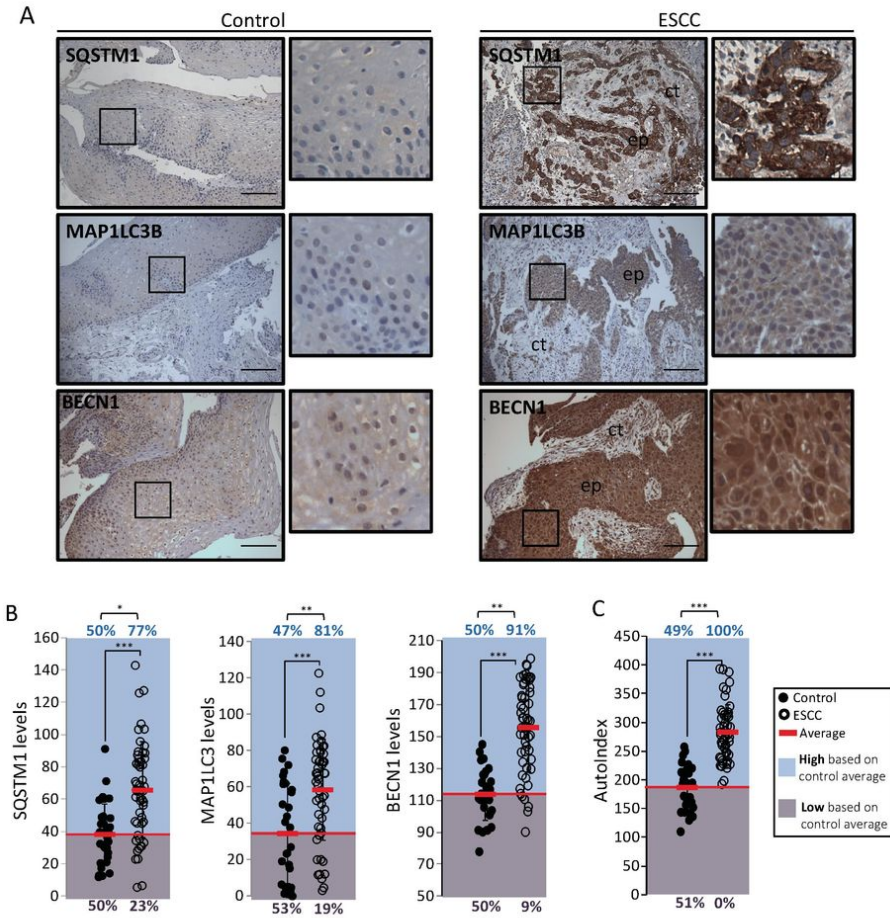 A
Control
ESCC
SQSTM1
SQSTM1
ct
ep
MAP1LC3B
MAP1LC3B
ep
ct
BECN1
BECN1
ct
ep
B
C
*
50% 77%
***
SQSTM1 levels
160
140
120
100
80
60
40
20
0
50% 23%
**
47% 81%
***
MAP1LC3 levels
140
120
100
80
60
40
20
0
53% 19%
**
50% 91%
***
BECN1 levels
210
190
170
150
130
110
90
70
50
50% 9%
***
49% 100%
***
AutoIndex
450
400
350
300
250
200
150
100
50
0
51% 0%
Control
ESCC
Average
High based on
control average
Low based on
control average